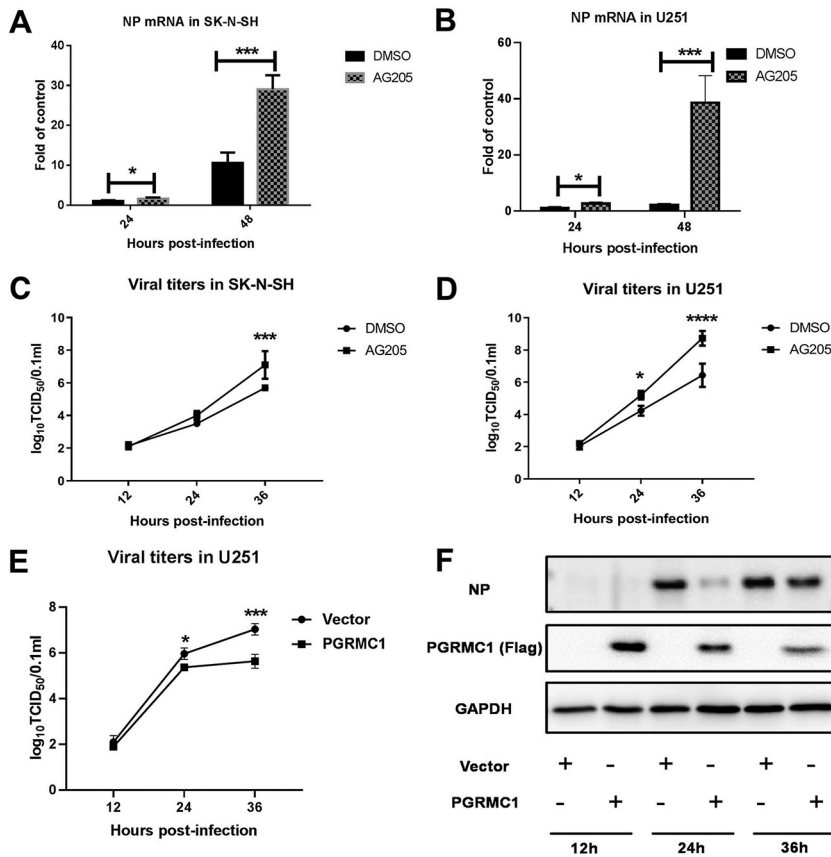 A
NP mRNA in SK-N-SH
Fold of control
40
30
20
10
0
*
***
24
48
Hours post-infection
DMSO
AG205
B
NP mRNA in U251
Fold of control
60
40
20
0
*
***
24
48
Hours post-infection
DMSO
AG205
C
Viral titers in SK-N-SH
log10TCID50/0.1ml
10
8
6
4
2
0
***
12
24
36
Hours post-infection
DMSO
AG205
D
Viral titers in U251
log10TCID50/0.1ml
10
8
6
4
2
0
*
****
12
24
36
Hours post-infection
DMSO
AG205
E
Viral titers in U251
log10TCID50/0.1ml
8
6
4
2
0
*
***
12
24
36
Hours post-infection
Vector
PGRMC1
F
NP
PGRMC1 (Flag)
GAPDH
Vector + - + - + -
PGRMC1 - + - + - +
12h 24h 36h